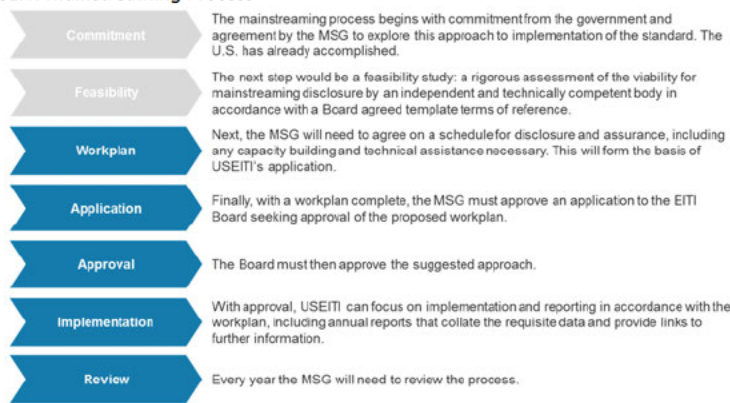 Commitment
The mainstreaming process begins with commitment from the government and
agreement by the MSG to explore this approach to implementation of the standard. The
U.S. has already accomplished.
Feasibility
The next step would be a feasibility study: a rigorous assessment of the viability for
mainstreaming disclosure by an independent and technically competent body in
accordance with a Board agreed template terms of reference.
Workplan
Next, the MSG will need to agree on a schedule for disclosure and assurance, including
any capacity building and technical assistance necessary. This will form the basis of
USEITI's application.
Application
Finally, with a workplan complete, the MSG must approve an application to the EITI
Board seeking approval of the proposed workplan.
Approval
The Board must then approve the suggested approach.
Implementation
With approval, USEITI can focus on implementation and reporting in accordance with the
workplan, including annual reports that collate the requisite data and provide links to
further information.
Review
Every year the MSG will need to review the process.